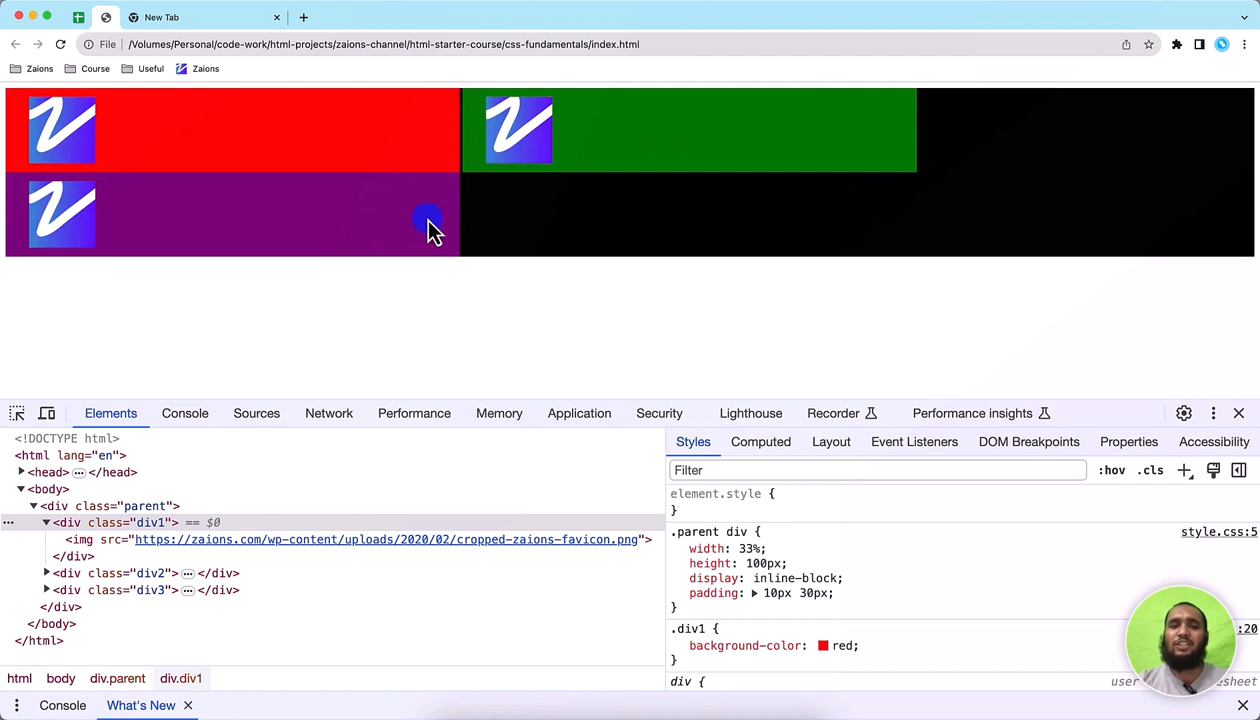 New Tab
File /Volumes/Personal/code-work/html-projects/zaions-channel/html-starter-course/css-fundamentals/index.html
Zaions Course Useful Zaions
Elements Console Sources Network Performance Memory Application Security Lighthouse Recorder Performance insights
<!DOCTYPE html>
<html lang="en">
<head> ••• </head>
<body>
<div class="parent">
••• <div class="div1"> == $0
<img src="https://zaions.com/wp-content/uploads/2020/02/cropped-zaions-favicon.png">
</div>
<div class="div2"> ••• </div>
<div class="div3"> ••• </div>
</div>
</body>
</html>
html body div.parent div.div1
Styles Computed Layout Event Listeners DOM Breakpoints Properties Accessibility
Filter :hov .cls
element.style {
}
.parent div { style.css:5
width: 33%;
height: 100px;
display: inline-block;
padding: 10px 30px;
}
.div1 { :20
background-color: red;
}
div { user esheet
Console What's New